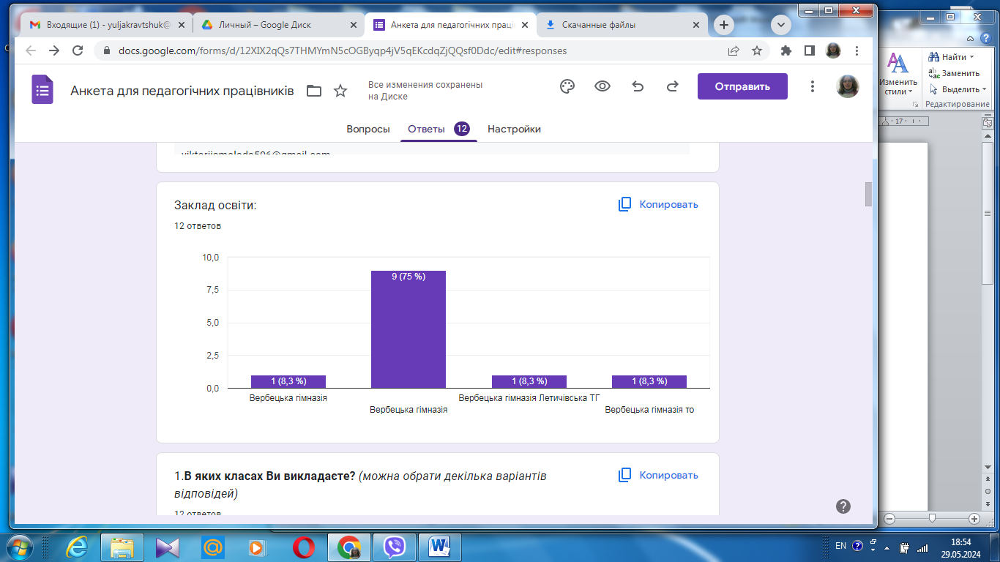 Входящие (1) - yuljakravtshuk@
Личный – Google Диск
Анкета для педагогічних праці
Скачанные файлы
docs.google.com/forms/d/12XIX2qQs7THMYmN5cOGByqp4jV5qEKcdqZjQQsf0Ddc/edit#responses
Анкета для педагогічних працівників
Все изменения сохранены
на Диске
Отправить
Вопросы
Ответы 12
Настройки
Заклад освіти:
Копировать
12 ответов
10,0
7,5
5,0
2,5
0,0
1 (8,3 %)
9 (75 %)
1 (8,3 %)
1 (8,3 %)
Вербецька гімназія
Вербецька гімназія
Вербецька гімназія Летичівська ТГ
Вербецька гімназія то
1.В яких класах Ви викладаєте? (можна обрати декілька варіантів
відповідей)
Копировать
12 ответов
Изменить
стили
Найти
Заменить
Выделить
Редактирование
17
EN
18:54
29.05.2024